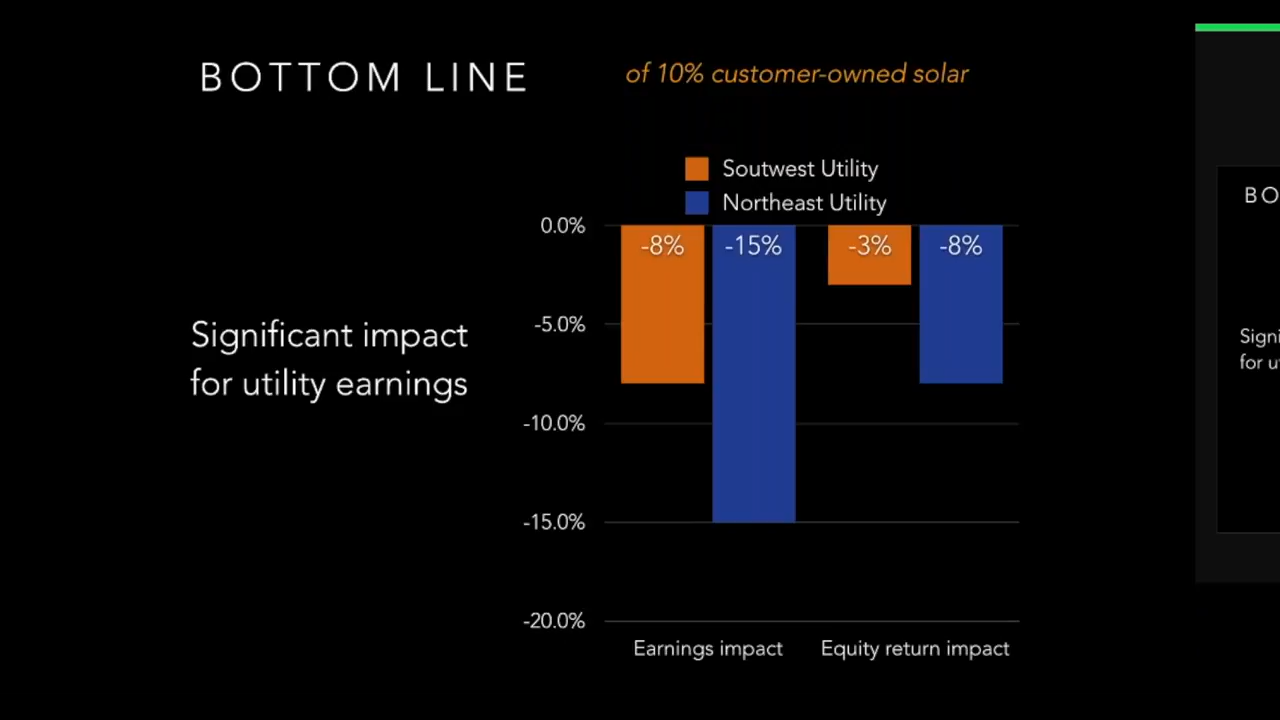 BOTTOM LINE
of 10% customer-owned solar
Soutwest Utility
Northeast Utility
0.0%
-8%
-15%
-3%
-8%
-5.0%
Significant impact
for utility earnings
-10.0%
-15.0%
-20.0%
Earnings impact
Equity return impact
BO
Signi
for u